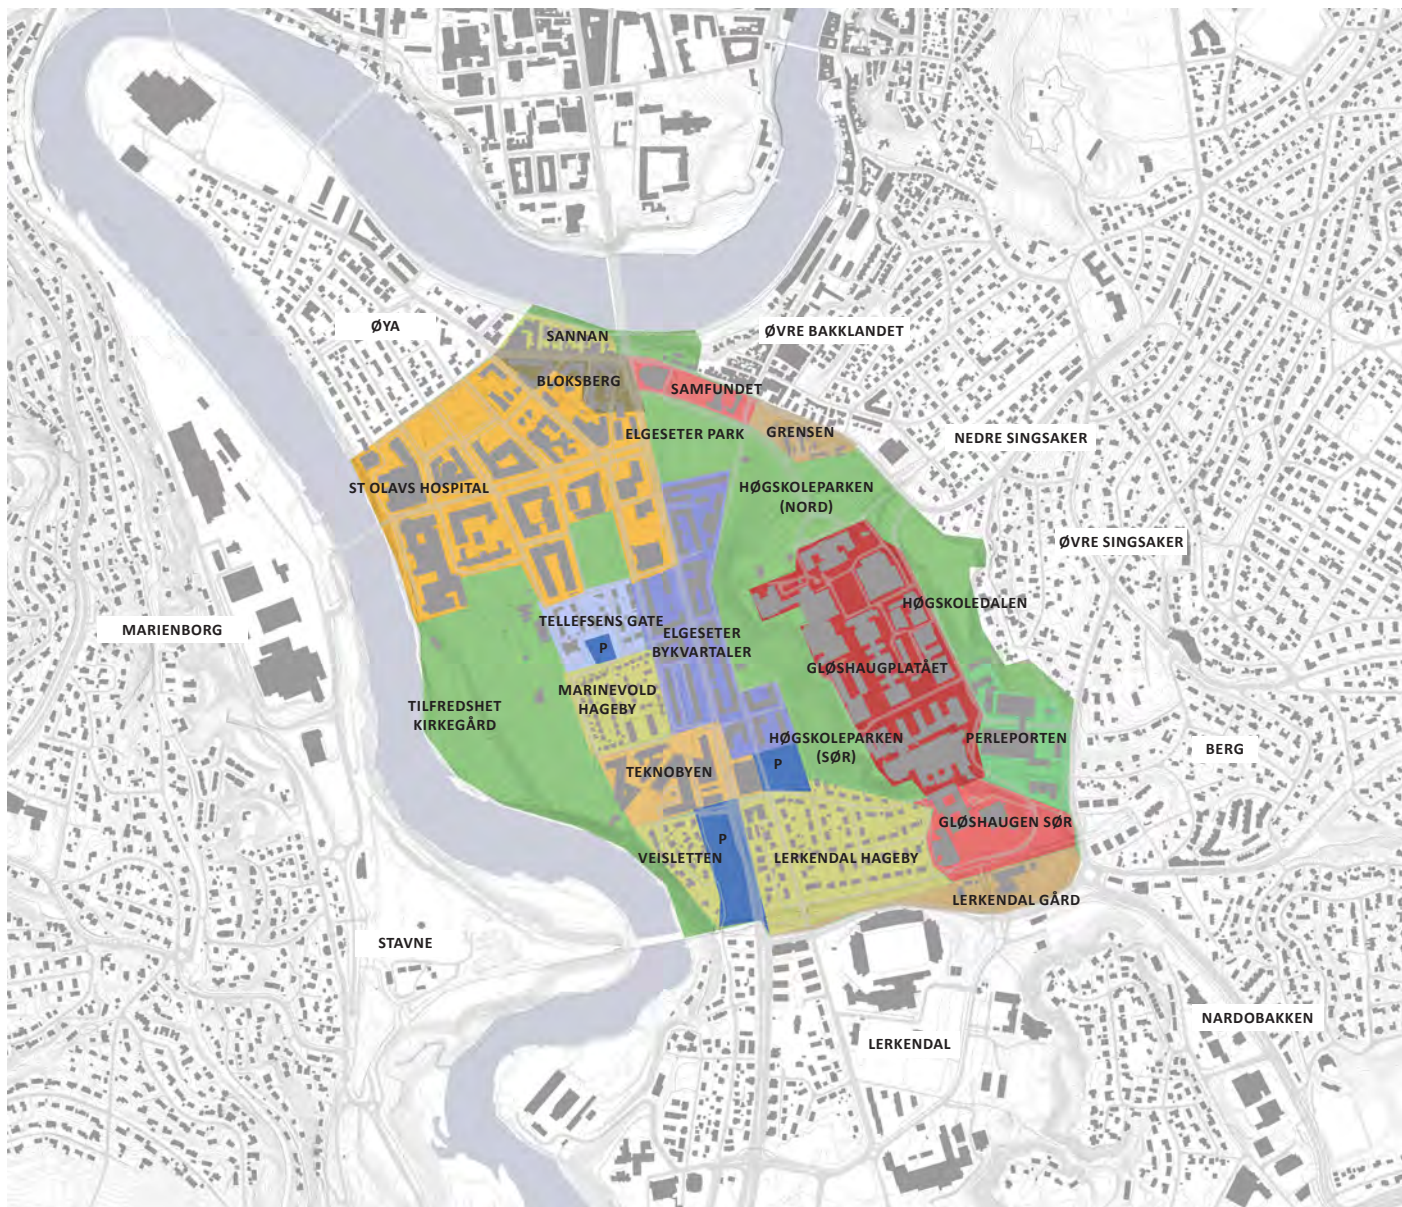 ØYA
SANNAN
ØVRE BAKKLANDET
BLOKSBERG
SAMFUNDET
ELGESETER PARK
GRENSEN
NEDRE SINGSAKER
ST OLAVS HOSPITAL
HØGSKOLEPARKEN
(NORD)
ØVRE SINGSAKER
HØGSKOLEDALEN
MARIENBORG
TELLEFSENS GATE
P
ELGESETER
BYKVARTALER
GLØSHAUGPLATÅET
MARINEVOLD
HAGEBY
TILFREDSHET
KIRKEGÅRD
HØGSKOLEPARKEN
(SØR)
PERLEPORTEN
BERG
TEKNOBYEN
P
GLØSHAUGEN SØR
P
VEISLETTEN
LERKENDAL HAGEBY
LERKENDAL GÅRD
STAVNE
NARDOBAKKEN
LERKENDAL